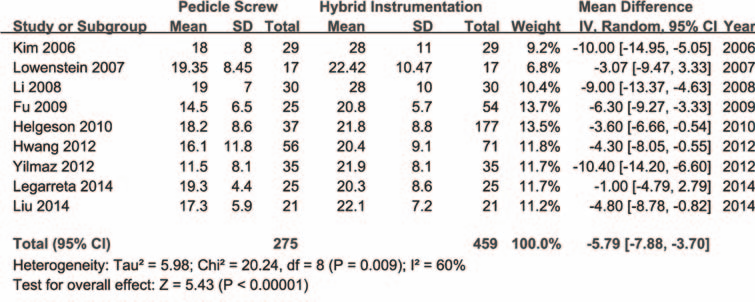 Pedicle Screw Hybrid Instrumentation Mean Difference
Study or Subgroup Mean SD Total Mean SD Total Weight IV. Random. 95% CI Year
Kim 2006 18 8 29 28 11 29 9.2% -10.00 [-14.95, -5.05] 2006
Lowenstein 2007 19.35 8.45 17 22.42 10.47 17 6.8% -3.07 [-9.47, 3.33] 2007
Li 2008 19 7 30 28 10 30 10.4% -9.00 [-13.37, -4.63] 2008
Fu 2009 14.5 6.5 25 20.8 5.7 54 13.7% -6.30 [-9.27, -3.33] 2009
Helgeson 2010 18.2 8.6 37 21.8 8.8 177 13.5% -3.60 [-6.66, -0.54] 2010
Hwang 2012 16.1 11.8 56 20.4 9.1 71 11.8% -4.30 [-8.05, -0.55] 2012
Yilmaz 2012 11.5 8.1 35 21.9 8.1 35 11.7% -10.40 [-14.20, -6.60] 2012
Legarreta 2014 19.3 4.4 25 20.3 8.6 25 11.7% -1.00 [-4.79, 2.79] 2014
Liu 2014 17.3 5.9 21 22.1 7.2 21 11.2% -4.80 [-8.78, -0.82] 2014
Total (95% CI) 275 459 100.0% -5.79 [-7.88, -3.70]
Heterogeneity: Tau² = 5.98; Chi² = 20.24, df = 8 (P = 0.009); I² = 60%
Test for overall effect: Z = 5.43 (P < 0.00001)